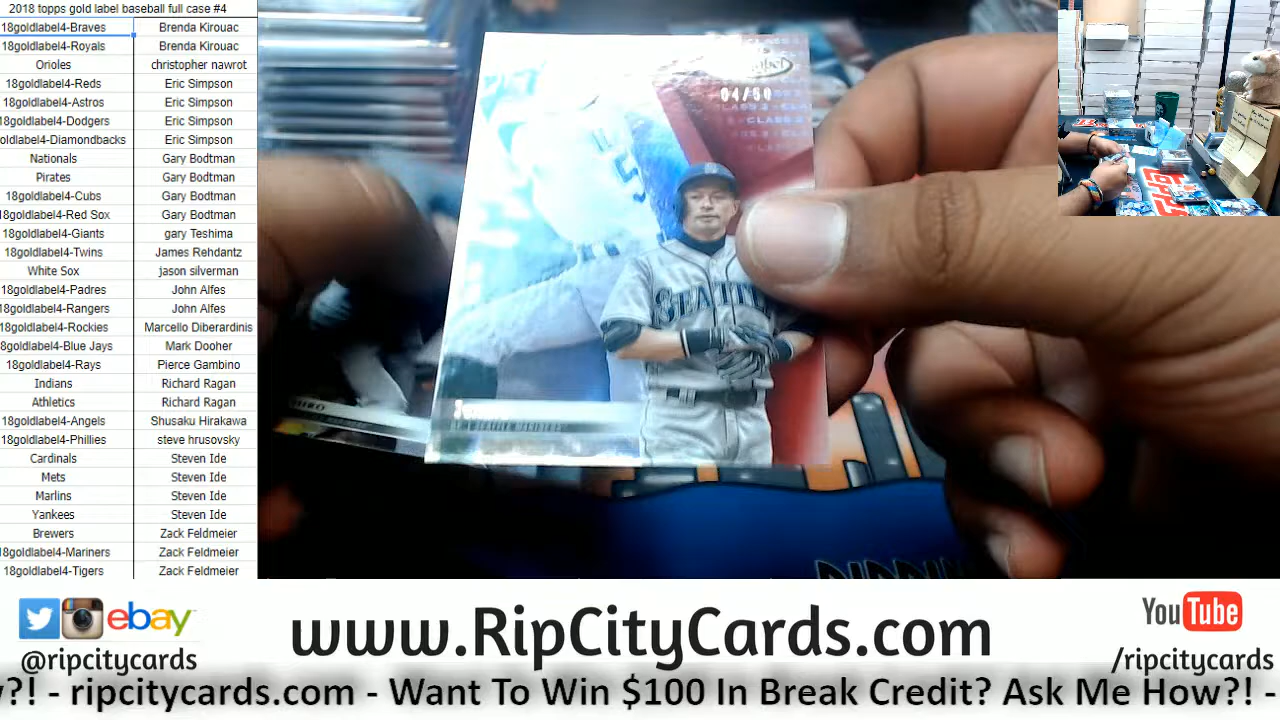 2018 topps gold label baseball full case #4
18goldlabel4-Braves Brenda Kirouac
18goldlabel4-Royals Brenda Kirouac
Orioles christopher nawrot
18goldlabel4-Reds Eric Simpson
18goldlabel4-Astros Eric Simpson
18goldlabel4-Dodgers Eric Simpson
oldlabel4-Diamondbacks Eric Simpson
Nationals Gary Bodtman
Pirates Gary Bodtman
18goldlabel4-Cubs Gary Bodtman
8goldlabel4-Red Sox Gary Bodtman
18goldlabel4-Giants gary Teshima
18goldlabel4-Twins James Rehdantz
White Sox jason silverman
18goldlabel4-Padres John Alfes
18goldlabel4-Rangers John Alfes
18goldlabel4-Rockies Marcello Diberardinis
8goldlabel4-Blue Jays Mark Dooher
18goldlabel4-Rays Pierce Gambino
Indians Richard Ragan
Athletics Richard Ragan
18goldlabel4-Angels Shusaku Hirakawa
18goldlabel4-Phillies steve hrusovsky
Cardinals Steven Ide
Mets Steven Ide
Marlins Steven Ide
Yankees Steven Ide
Brewers Zack Feldmeier
8goldlabel4-Mariners Zack Feldmeier
18goldlabel4-Tigers Zack Feldmeier
04/50
CLASS 2
SEATTL
ebay
@ripcitycards
www.RipCityCards.com
YouTube
/ripcitycards
y?! - ripcitycards.com - Want To Win $100 In Break Credit? Ask Me How?! -